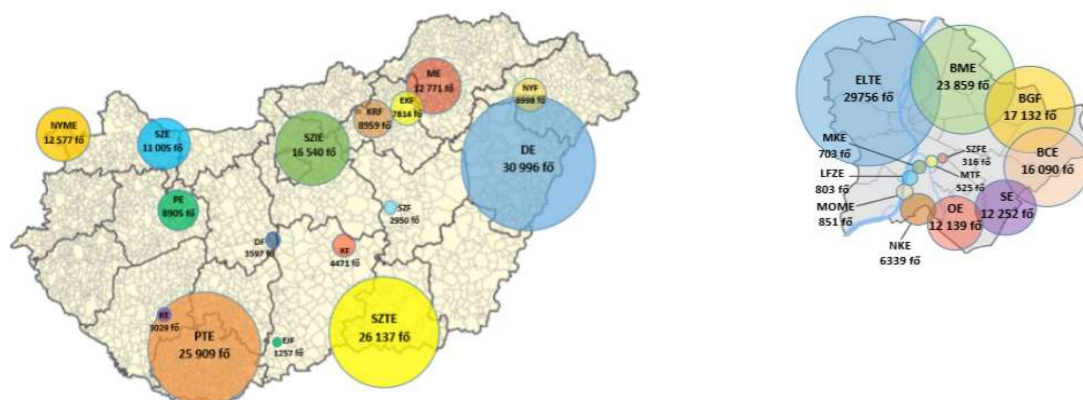 ME
12 771 fő
NYF
8998 fő
EKF
7814 fő
KRF
8959 fő
NYME
12 577 fő
SZE
11 005 fő
SZIE
16 540 fő
DE
30 996 fő
PE
8905 fő
SZF
2950 fő
DF
3597 fő
KF
4471 fő
KE
3029 fő
PTE
25 909 fő
EJF
1257 fő
SZTE
26 137 fő
ELTE
29756 fő
BME
23 859 fő
BGF
17 132 fő
MKE
703 fő
SZFE
316 fő
BCE
16 090 fő
LFZE
803 fő
MTF
525 fő
MOME
851 fő
SE
12 252 fő
OE
12 139 fő
NKE
6339 fő